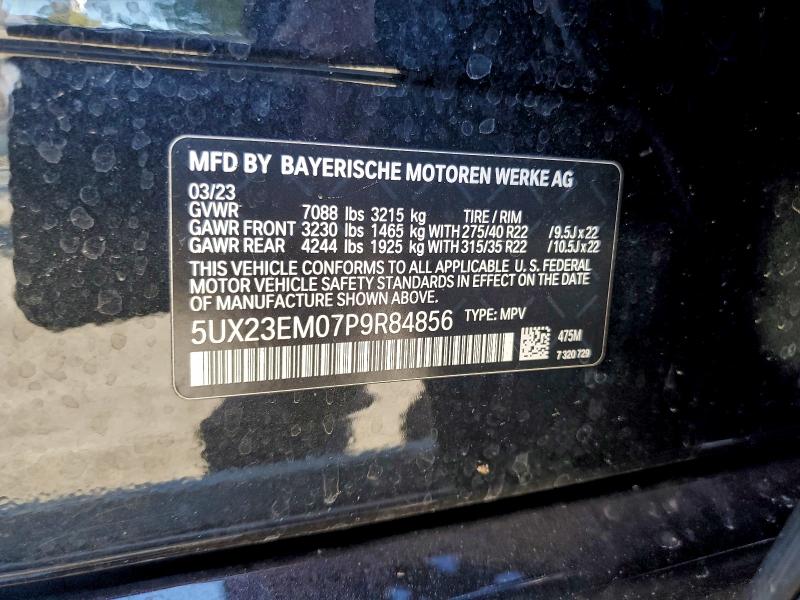 MFD BY BAYERISCHE MOTOREN WERKE AG
03/23
GVWR 7088 lbs 3215 kg TIRE / RIM
GAWR FRONT 3230 lbs 1465 kg WITH 275/40 R22 /9.5J x 22
GAWR REAR 4244 lbs 1925 kg WITH 315/35 R22 /10.5J x 22
THIS VEHICLE CONFORMS TO ALL APPLICABLE U. S. FEDERAL
MOTOR VEHICLE SAFETY STANDARDS IN EFFECT ON THE DATE
OF MANUFACTURE SHOWN ABOVE.
5UX23EM07P9R84856 TYPE: MPV
475M
7 320 729